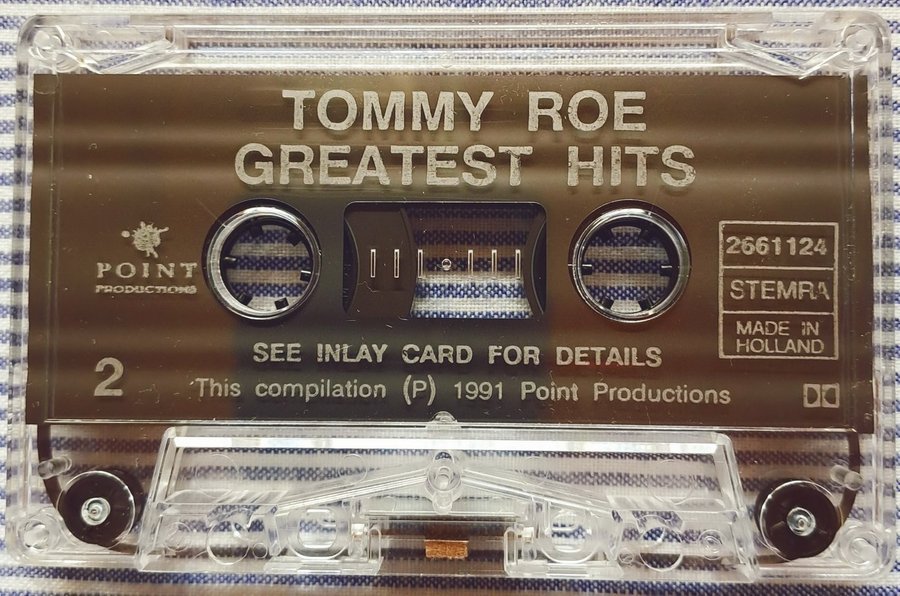 TOMMY ROE
GREATEST HITS
POINT
PRODUCTIONS
2661124
STEMRA
MADE IN
HOLLAND
SEE INLAY CARD FOR DETAILS
2
This compilation (P) 1991 Point Productions